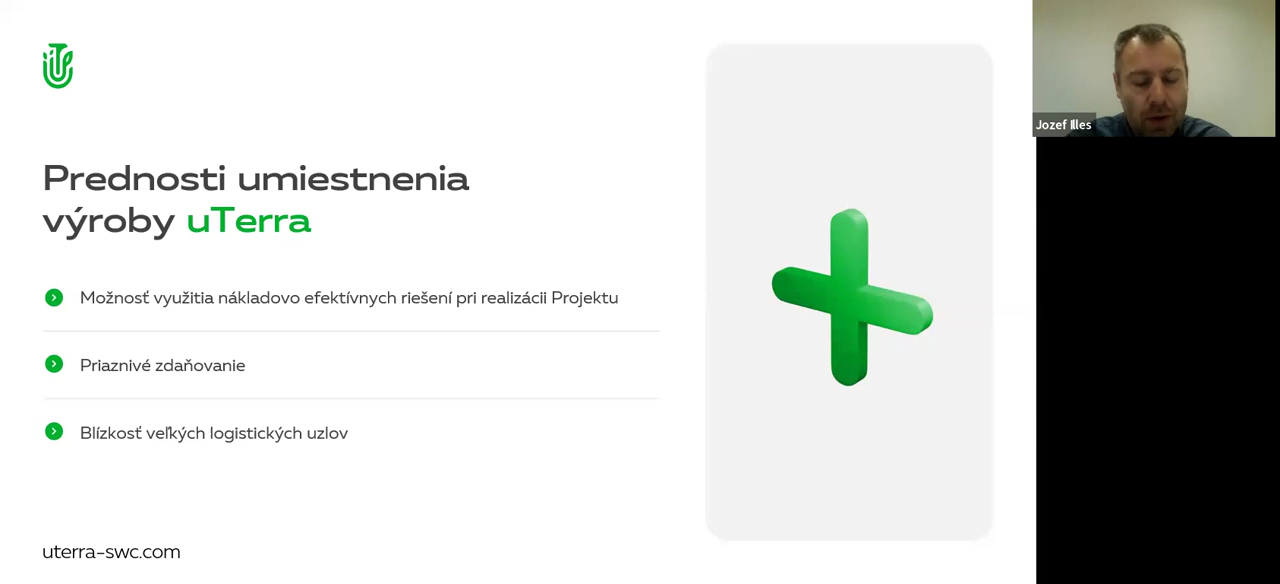 Prednosti umiestnenia
výroby uTerra
Možnosť využitia nákladovo efektívnych riešení pri realizácii Projektu
Priaznivé zdaňovanie
Blízkosť veľkých logistických uzlov
uterra-swc.com
Jozef Illes